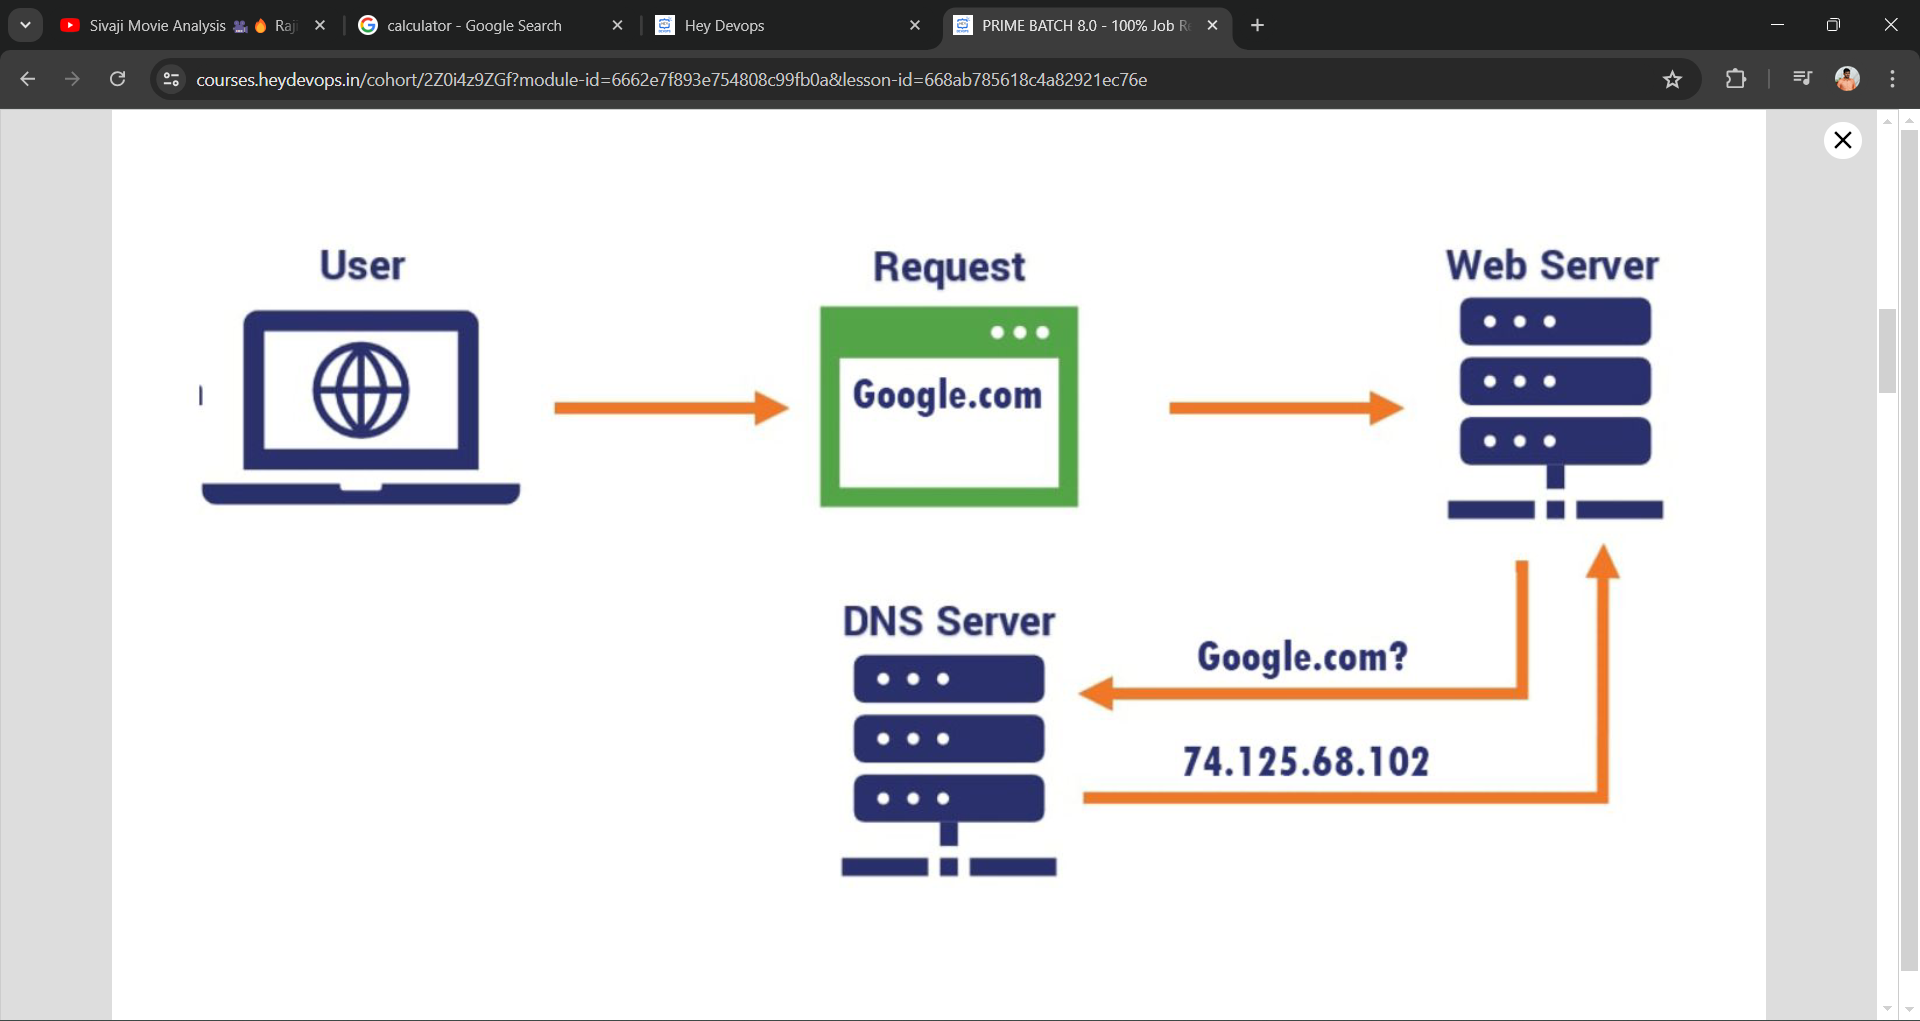 Sivaji Movie Analysis 🎥🔥 Raji
calculator - Google Search
Hey Devops
PRIME BATCH 8.0 - 100% Job Re
courses.heydevops.in/cohort/2Z0i4z9ZGf?module-id=6662e7f893e754808c99fb0a&lesson-id=668ab785618c4a82921ec76e
User
Request
Web Server
Google.com
DNS Server
Google.com?
74.125.68.102